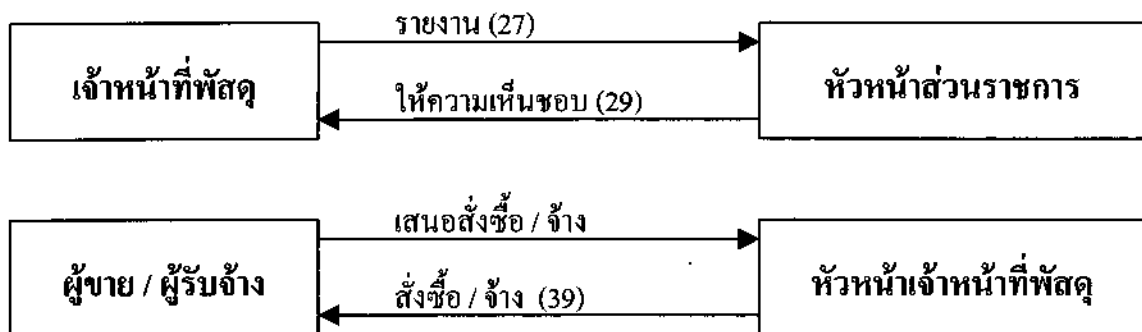 รายงาน (27)
เจ้าหน้าที่พัสดุ
หัวหน้าส่วนราชการ
ให้ความเห็นชอบ (29)
เสนอสั่งซื้อ / จ้าง
ผู้ขาย / ผู้รับจ้าง
หัวหน้าเจ้าหน้าที่พัสดุ
สั่งซื้อ / จ้าง (39)